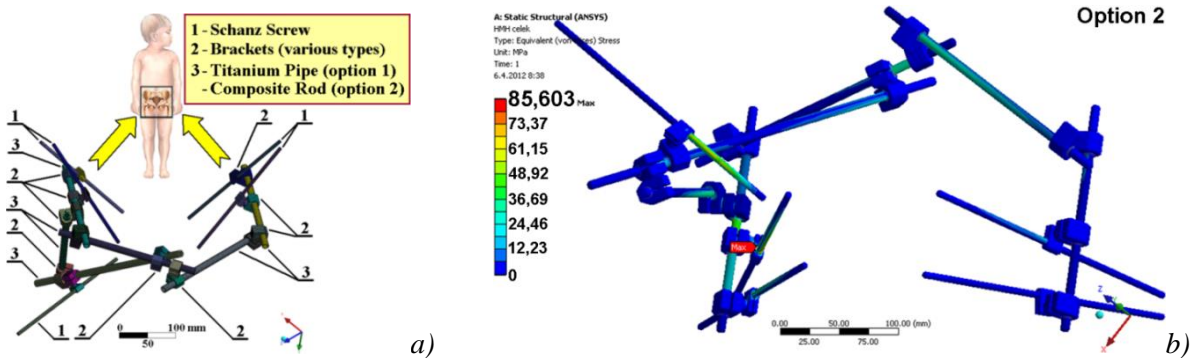 1 - Schanz Screw
2 - Brackets (various types)
3 - Titanium Pipe (option 1)
- Composite Rod (option 2)
1
2
1
3
2
3
2
2
3
3
1
2
2
0
100 mm
50
a)
A: Static Structural (ANSYS)
HMH celek
Type: Equivalent (von-Mises) Stress
Unit: MPa
Time: 1
6.4.2012 8:38
Option 2
85,603 Max
73,37
61,15
48,92
36,69
24,46
12,23
0
Max
0.00
50.00
100.00 (mm)
25.00
75.00
Z
X
b)